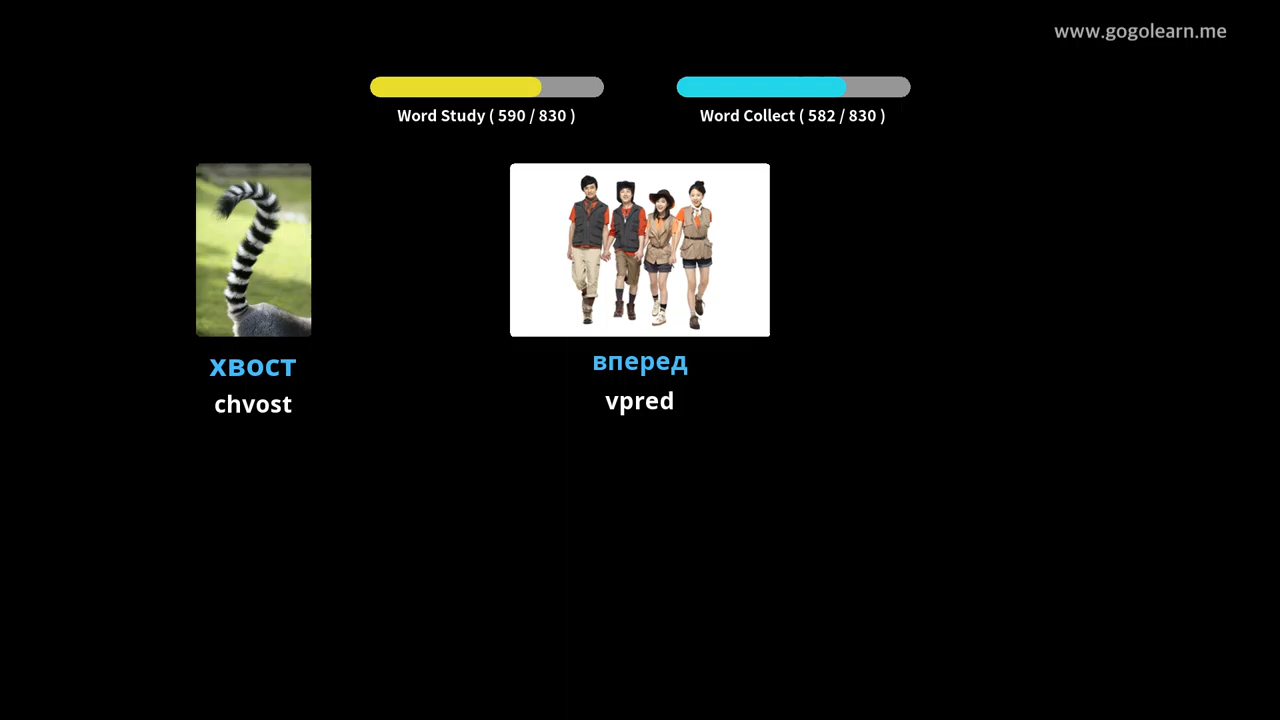 www.gogolearn.me
Word Study ( 590 / 830 )
Word Collect ( 582 / 830 )
хвост
chvost
вперед
vpred